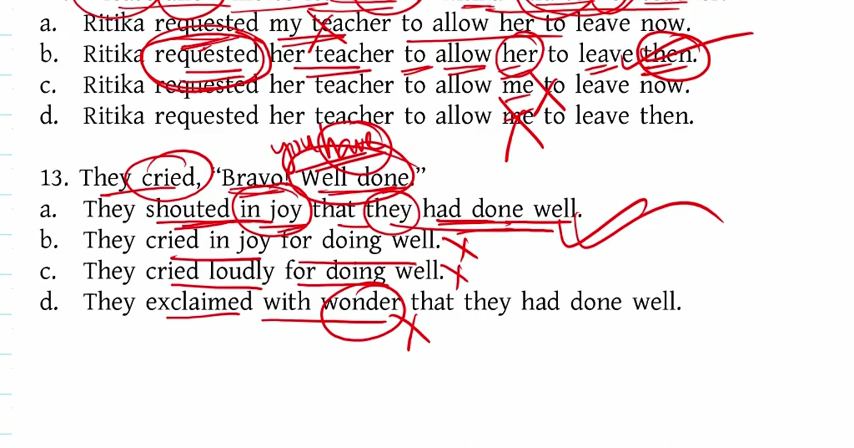 a. Ritika requested my teacher to allow her to leave now.
b. Ritika requested her teacher to allow her to leave then.
c. Ritika requested her teacher to allow me to leave now.
d. Ritika requested her teacher to allow me to leave then.
you have
13. They cried, “Bravo! Well done.”
a. They shouted in joy that they had done well.
b. They cried in joy for doing well.
c. They cried loudly for doing well.
d. They exclaimed with wonder that they had done well.